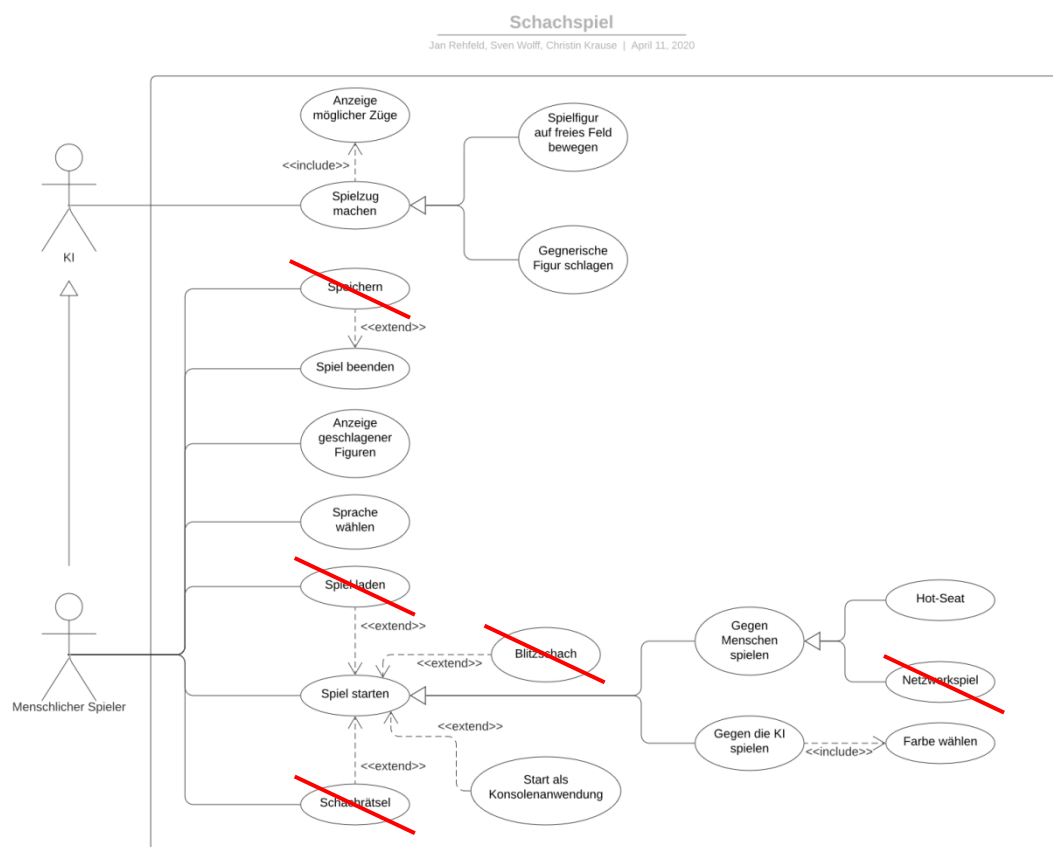 Schachspiel
Jan Rehfeld, Sven Wolff, Christin Krause | April 11, 2020
Anzeige
möglicher Züge
Spielfigur
auf freies Feld
bewegen
<<include>>
Spielzug
machen
KI
Gegnerische
Figur schlagen
Speichern
<<extend>>
Spiel beenden
Anzeige
geschlagener
Figuren
Sprache
wählen
Spiel laden
Hot-Seat
<<extend>>
Gegen
Menschen
spielen
Blitzschach
<<extend>>
Netzwerkspiel
Spiel starten
Menschlicher Spieler
<<extend>>
Gegen die KI
spielen
<<include>>
Farbe wählen
<<extend>>
Start als
Konsolenanwendung
Schachrätsel